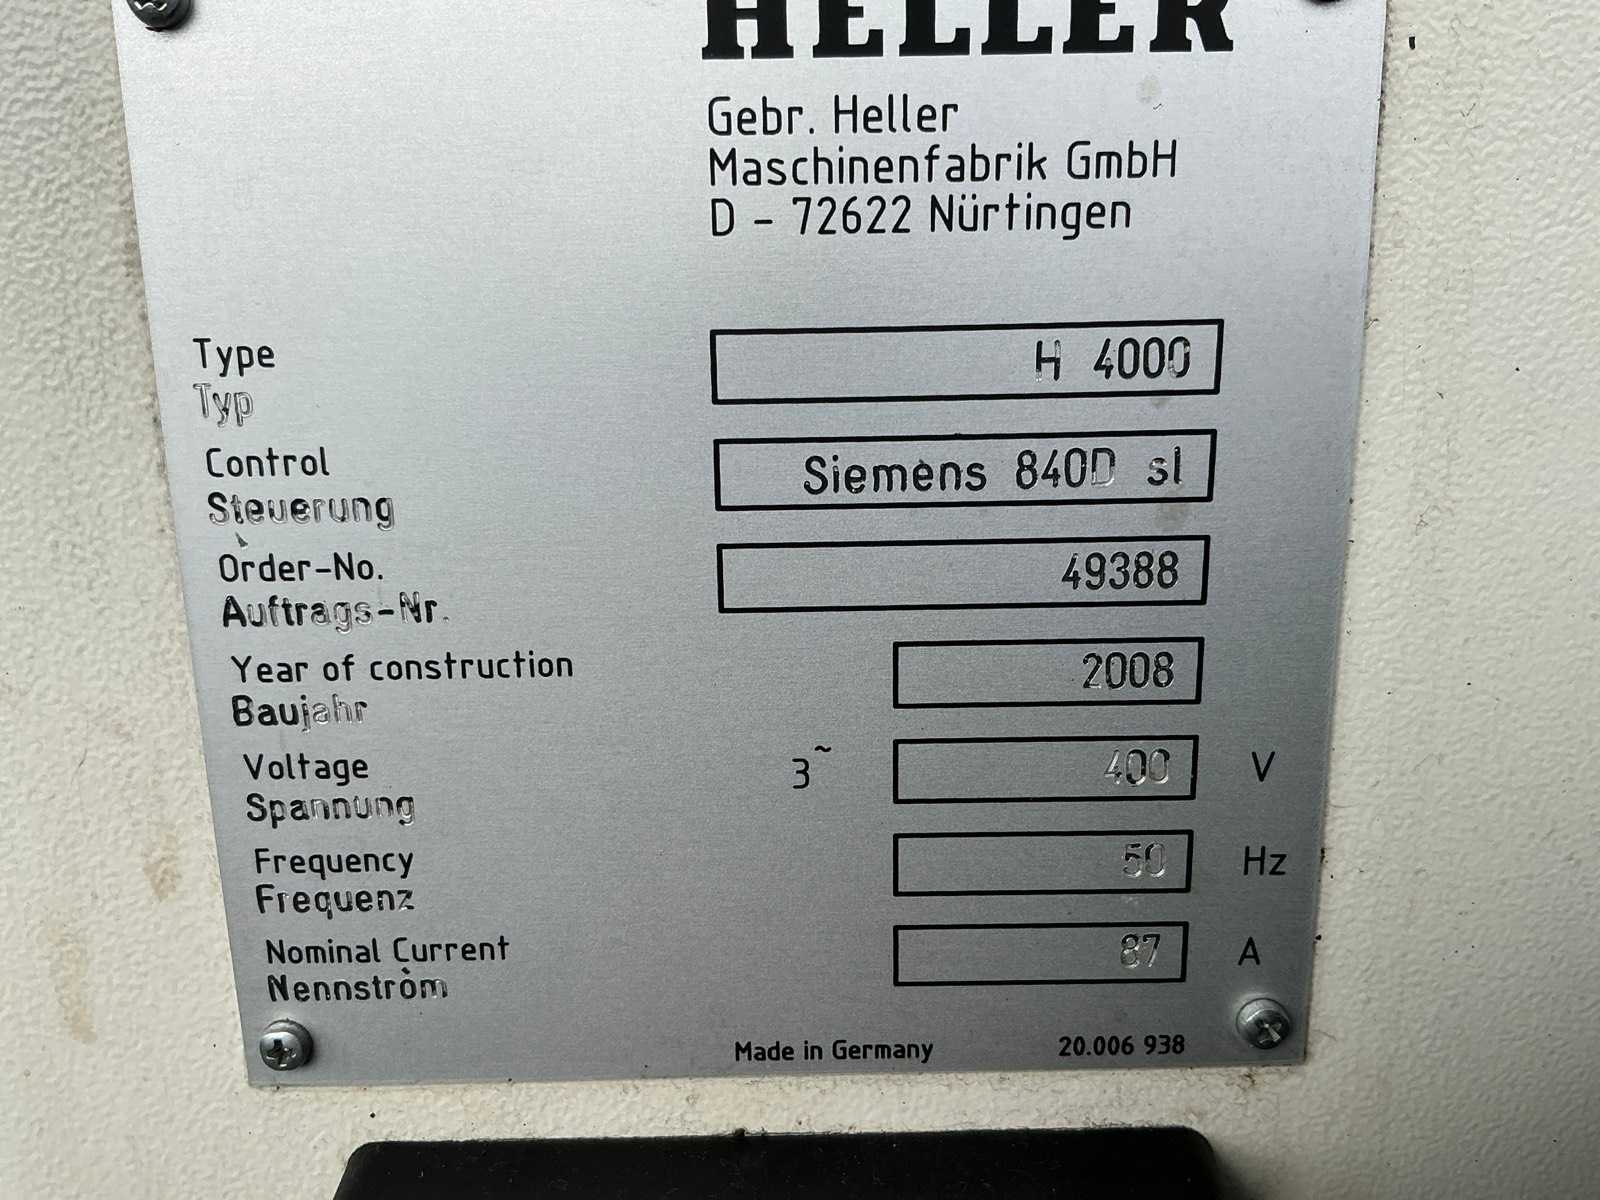 HELLER
Gebr. Heller
Maschinenfabrik GmbH
D - 72622 Nürtingen
Type H 4000
Typ
Control Siemens 840D sl
Steuerung
Order-No. 49388
Auftrags-Nr.
Year of construction 2008
Baujahr
Voltage 3~ 400 V
Spannung
Frequency 50 Hz
Frequenz
Nominal Current 87 A
Nennstrom
Made in Germany 20.006 938